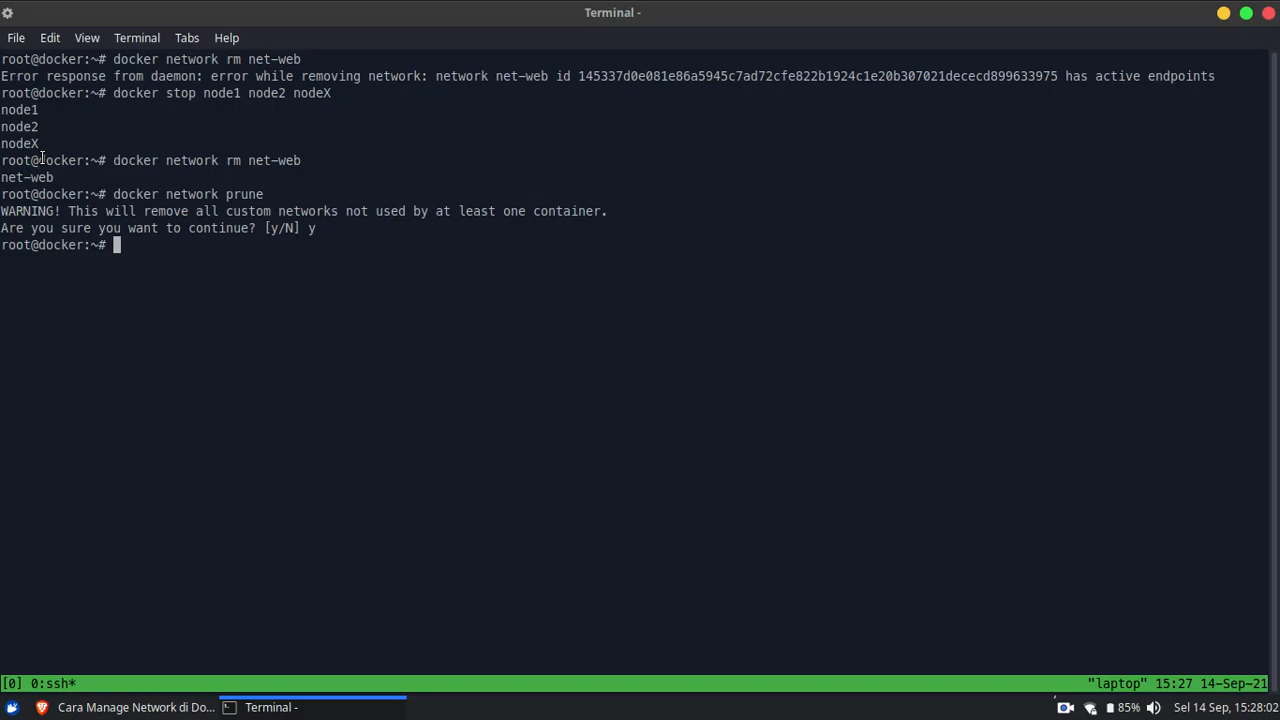 Terminal -
File Edit View Terminal Tabs Help
root@docker:~# docker network rm net-web
Error response from daemon: error while removing network: network net-web id 145337d0e081e86a5945c7ad72cfe822b1924c1e20b307021dececd899633975 has active endpoints
root@docker:~# docker stop node1 node2 nodeX
node1
node2
nodeX
root@docker:~# docker network rm net-web
net-web
root@docker:~# docker network prune
WARNING! This will remove all custom networks not used by at least one container.
Are you sure you want to continue? [y/N] y
root@docker:~#
[0] 0:ssh* "laptop" 15:27 14-Sep-21
Cara Manage Network di Do... Terminal - 85% Sel 14 Sep, 15:28:02